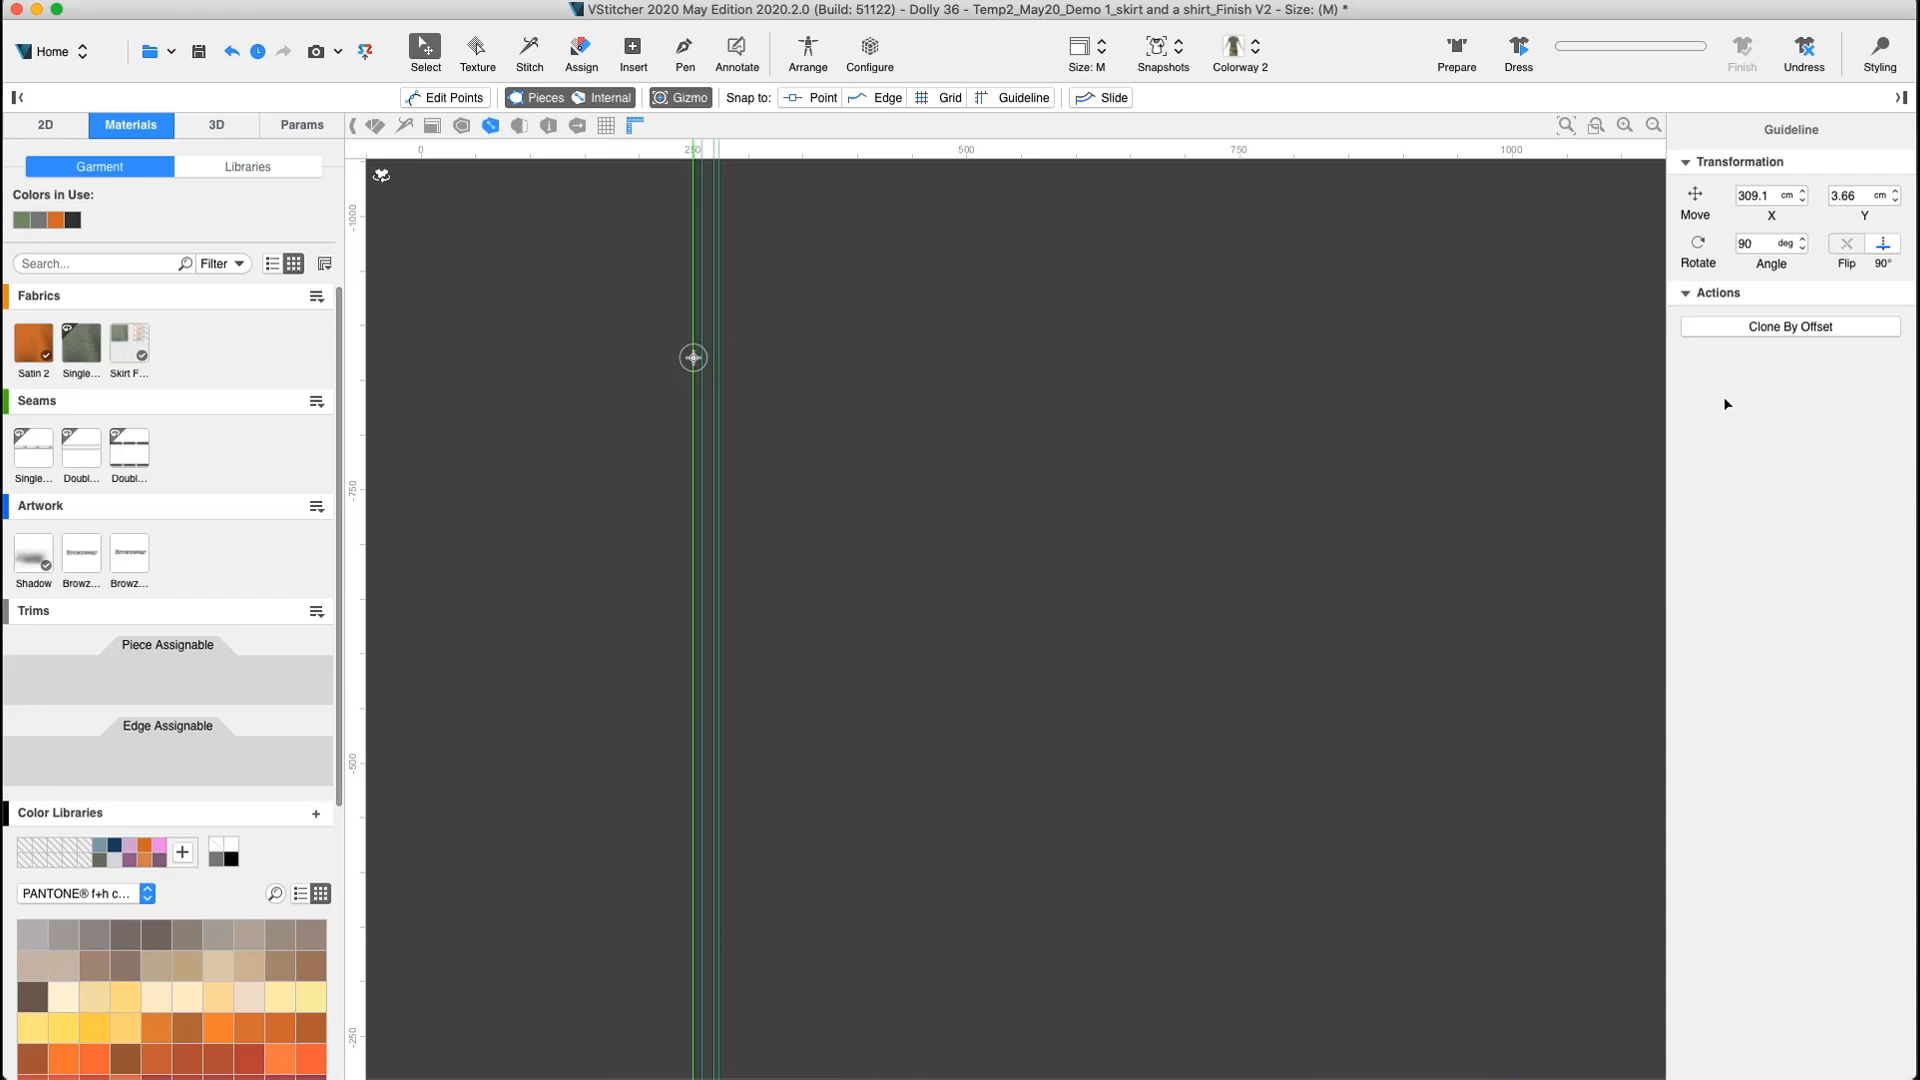 VStitcher 2020 May Edition 2020.2.0 (Build: 51122) - Dolly 36 - Temp2_May20_Demo 1_skirt and a shirt_Finish V2 - Size: (M) *
Home
Select Texture Stitch Assign Insert Pen Annotate Arrange Configure Size: M Snapshots Colorway 2 Prepare Dress Finish Undress Styling
Edit Points Pieces Internal Gizmo Snap to: Point Edge Grid Guideline Slide
2D Materials 3D Params
Garment Libraries
Colors in Use:
Search... Filter
Fabrics
Satin 2 Single... Skirt F...
Seams
Single... Doubl... Doubl...
Artwork
Browzwear Browzwear
Shadow Browz... Browz...
Trims
Piece Assignable
Edge Assignable
Color Libraries +
PANTONE® f+h c...
0 250 500 750 1000
-1000
-750
-500
-250
Guideline
Transformation
309.1 cm 3.66 cm
Move X Y
90 deg
Rotate Angle Flip 90°
Actions
Clone By Offset